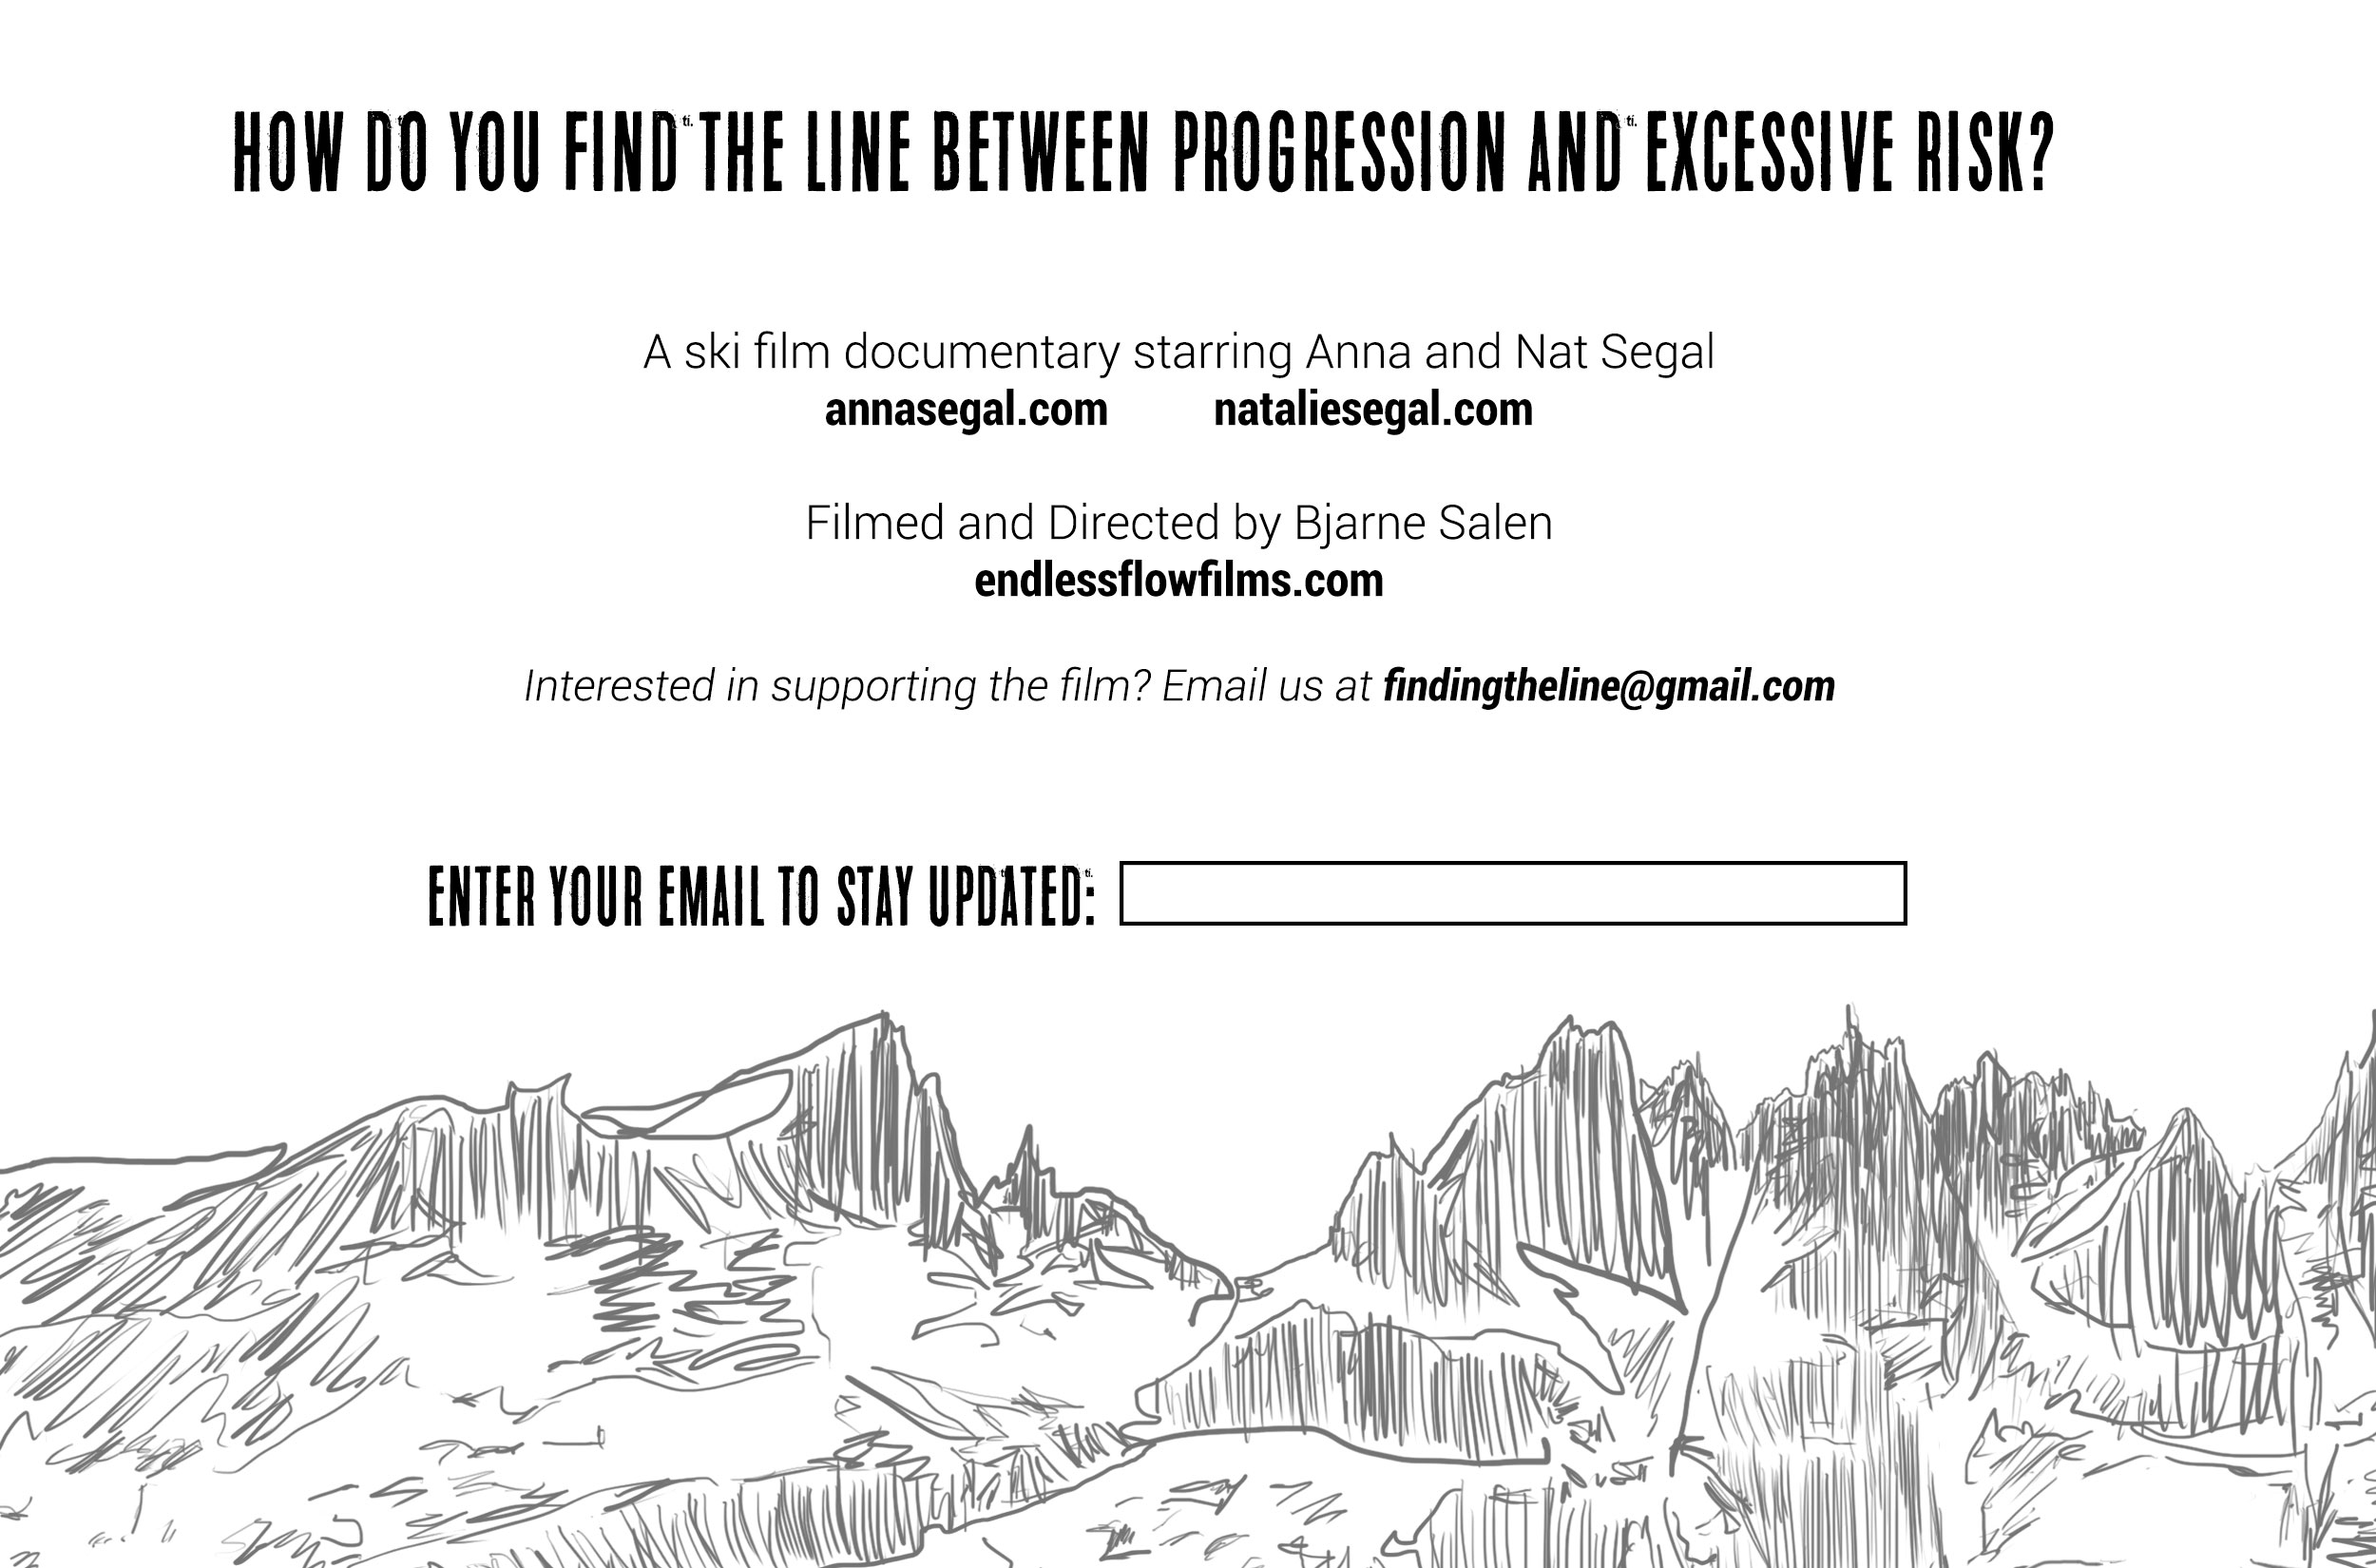 HOW DO YOU FIND THE LINE BETWEEN PROGRESSION AND EXCESSIVE RISK?
A ski film documentary starring Anna and Nat Segal
annasegal.com nataliesegal.com
Filmed and Directed by Bjarne Salen
endlessflowfilms.com
Interested in supporting the film? Email us at findingtheline@gmail.com
ENTER YOUR EMAIL TO STAY UPDATED: